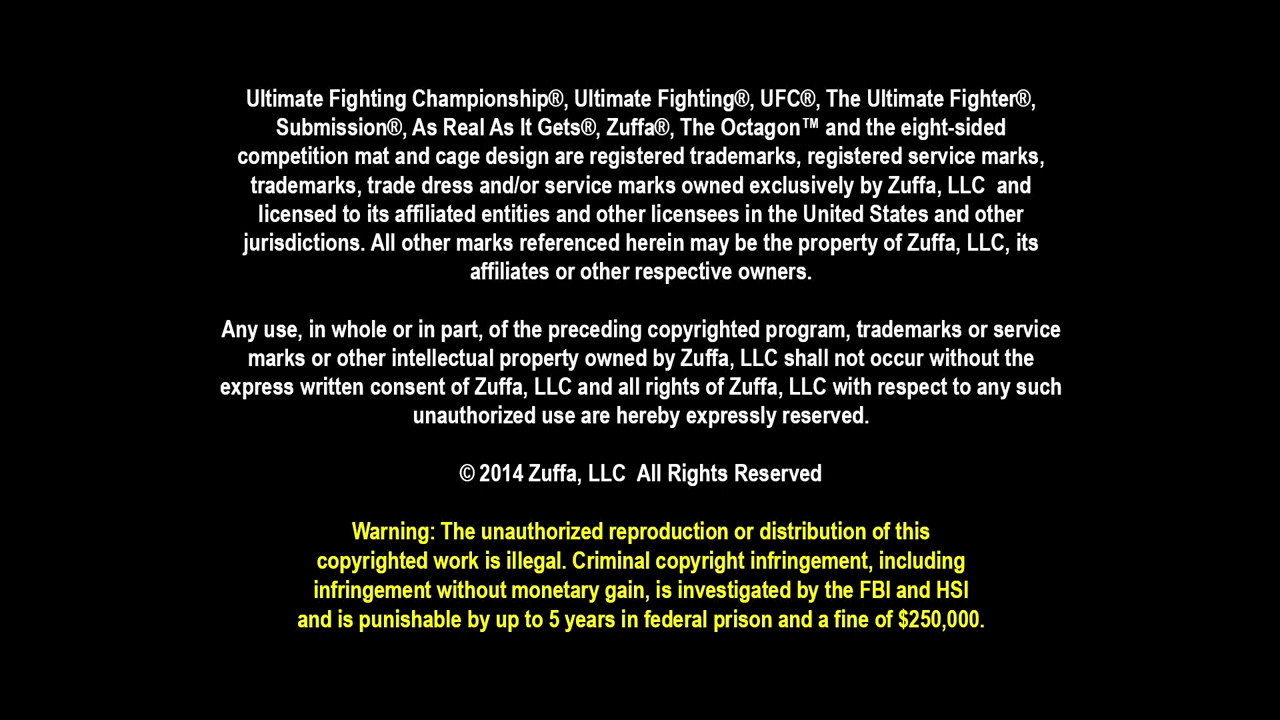 Ultimate Fighting Championship®, Ultimate Fighting®, UFC®, The Ultimate Fighter®,
Submission®, As Real As It Gets®, Zuffa®, The Octagon™ and the eight-sided
competition mat and cage design are registered trademarks, registered service marks,
trademarks, trade dress and/or service marks owned exclusively by Zuffa, LLC  and
licensed to its affiliated entities and other licensees in the United States and other
jurisdictions. All other marks referenced herein may be the property of Zuffa, LLC, its
affiliates or other respective owners.
Any use, in whole or in part, of the preceding copyrighted program, trademarks or service
marks or other intellectual property owned by Zuffa, LLC shall not occur without the
express written consent of Zuffa, LLC and all rights of Zuffa, LLC with respect to any such
unauthorized use are hereby expressly reserved.
© 2014 Zuffa, LLC  All Rights Reserved
Warning: The unauthorized reproduction or distribution of this
copyrighted work is illegal. Criminal copyright infringement, including
infringement without monetary gain, is investigated by the FBI and HSI
and is punishable by up to 5 years in federal prison and a fine of $250,000.